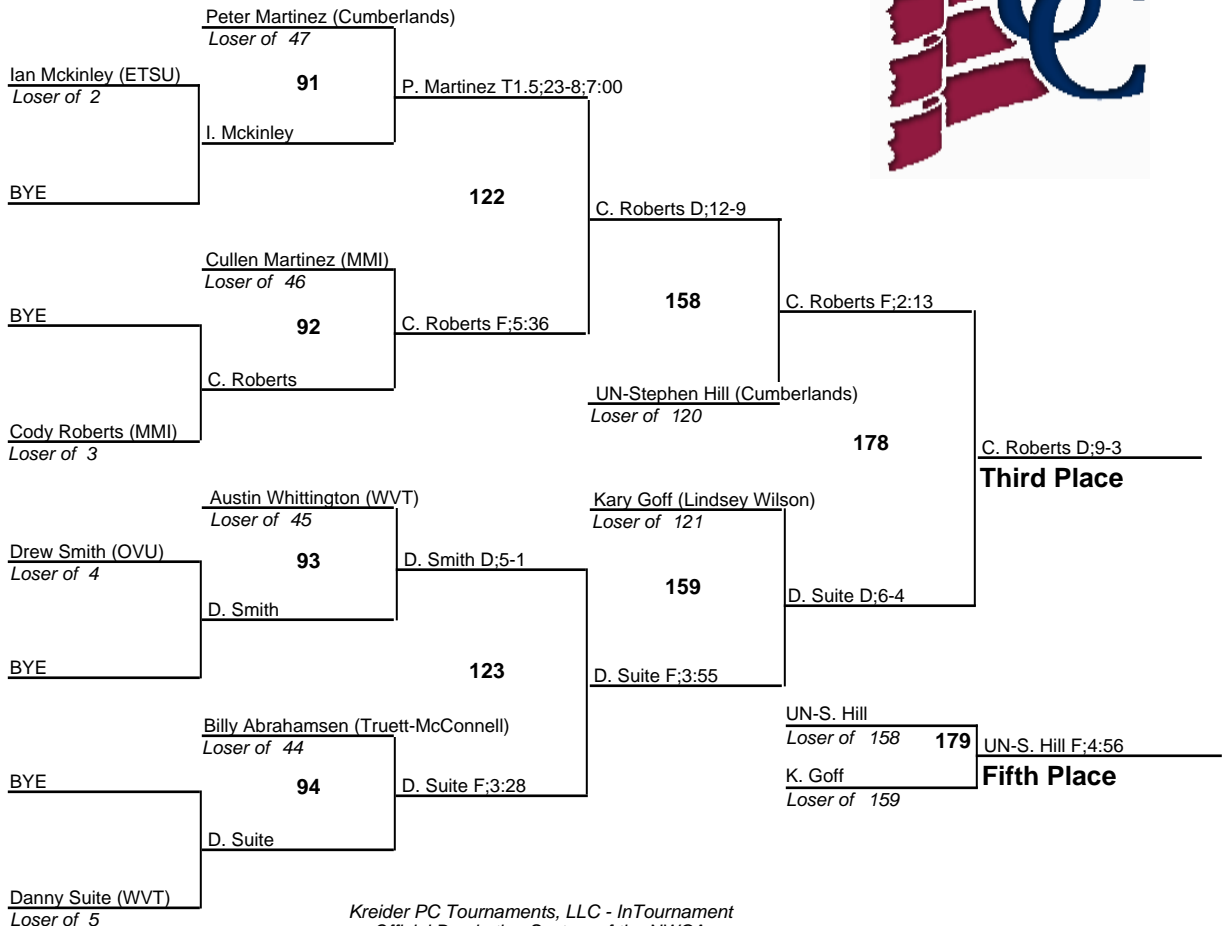 Peter Martinez (Cumberlands)
Loser of 47
Ian Mckinley (ETSU)
Loser of 2
91
P. Martinez T1.5;23-8;7:00
I. Mckinley
BYE
122
C. Roberts D;12-9
Cullen Martinez (MMI)
Loser of 46
BYE
92
C. Roberts F;5:36
158
C. Roberts F;2:13
C. Roberts
UN-Stephen Hill (Cumberlands)
Loser of 120
Cody Roberts (MMI)
Loser of 3
178
C. Roberts D;9-3
Third Place
Austin Whittington (WVT)
Loser of 45
Kary Goff (Lindsey Wilson)
Loser of 121
Drew Smith (OVU)
Loser of 4
93
D. Smith D;5-1
159
D. Suite D;6-4
D. Smith
BYE
123
D. Suite F;3:55
Billy Abrahamsen (Truett-McConnell)
Loser of 44
UN-S. Hill
Loser of 158
179
UN-S. Hill F;4:56
Fifth Place
BYE
94
D. Suite F;3:28
K. Goff
Loser of 159
D. Suite
Danny Suite (WVT)
Loser of 5
Kreider PC Tournaments, LLC - InTournament